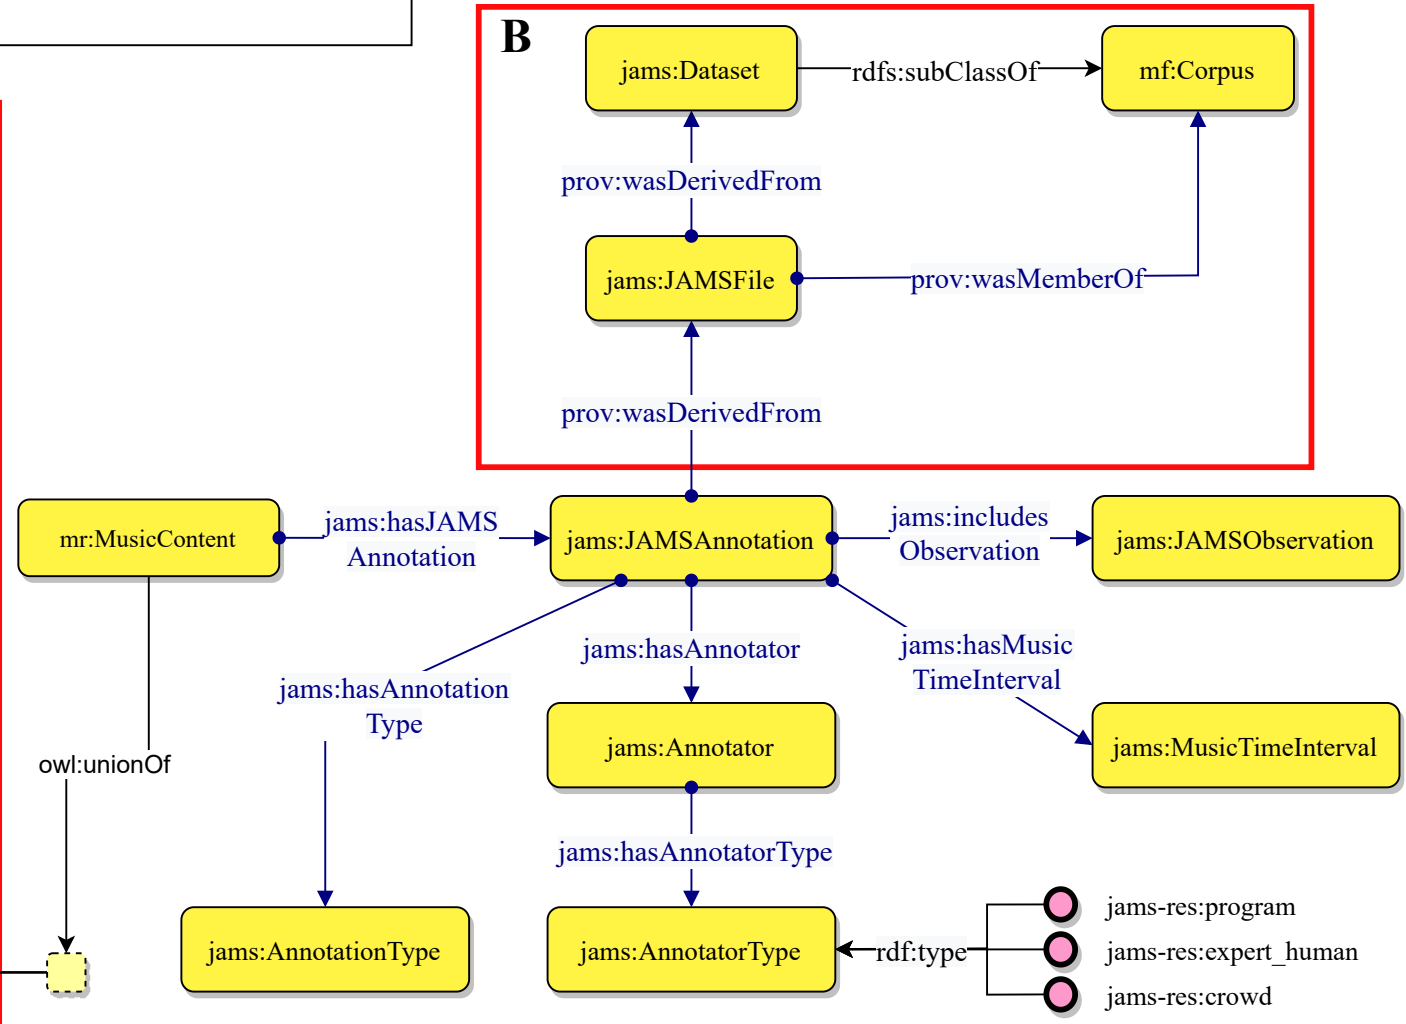 B
jams:Dataset
rdfs:subClassOf
mf:Corpus
prov:wasDerivedFrom
jams:JAMSFile
prov:wasMemberOf
prov:wasDerivedFrom
mr:MusicContent
jams:hasJAMS
Annotation
jams:JAMSAnnotation
jams:includes
Observation
jams:JAMSObservation
jams:hasAnnotation
Type
jams:hasAnnotator
jams:hasMusic
TimeInterval
jams:Annotator
jams:MusicTimeInterval
owl:unionOf
jams:hasAnnotatorType
jams:AnnotationType
jams:AnnotatorType
rdf:type
jams-res:program
jams-res:expert_human
jams-res:crowd